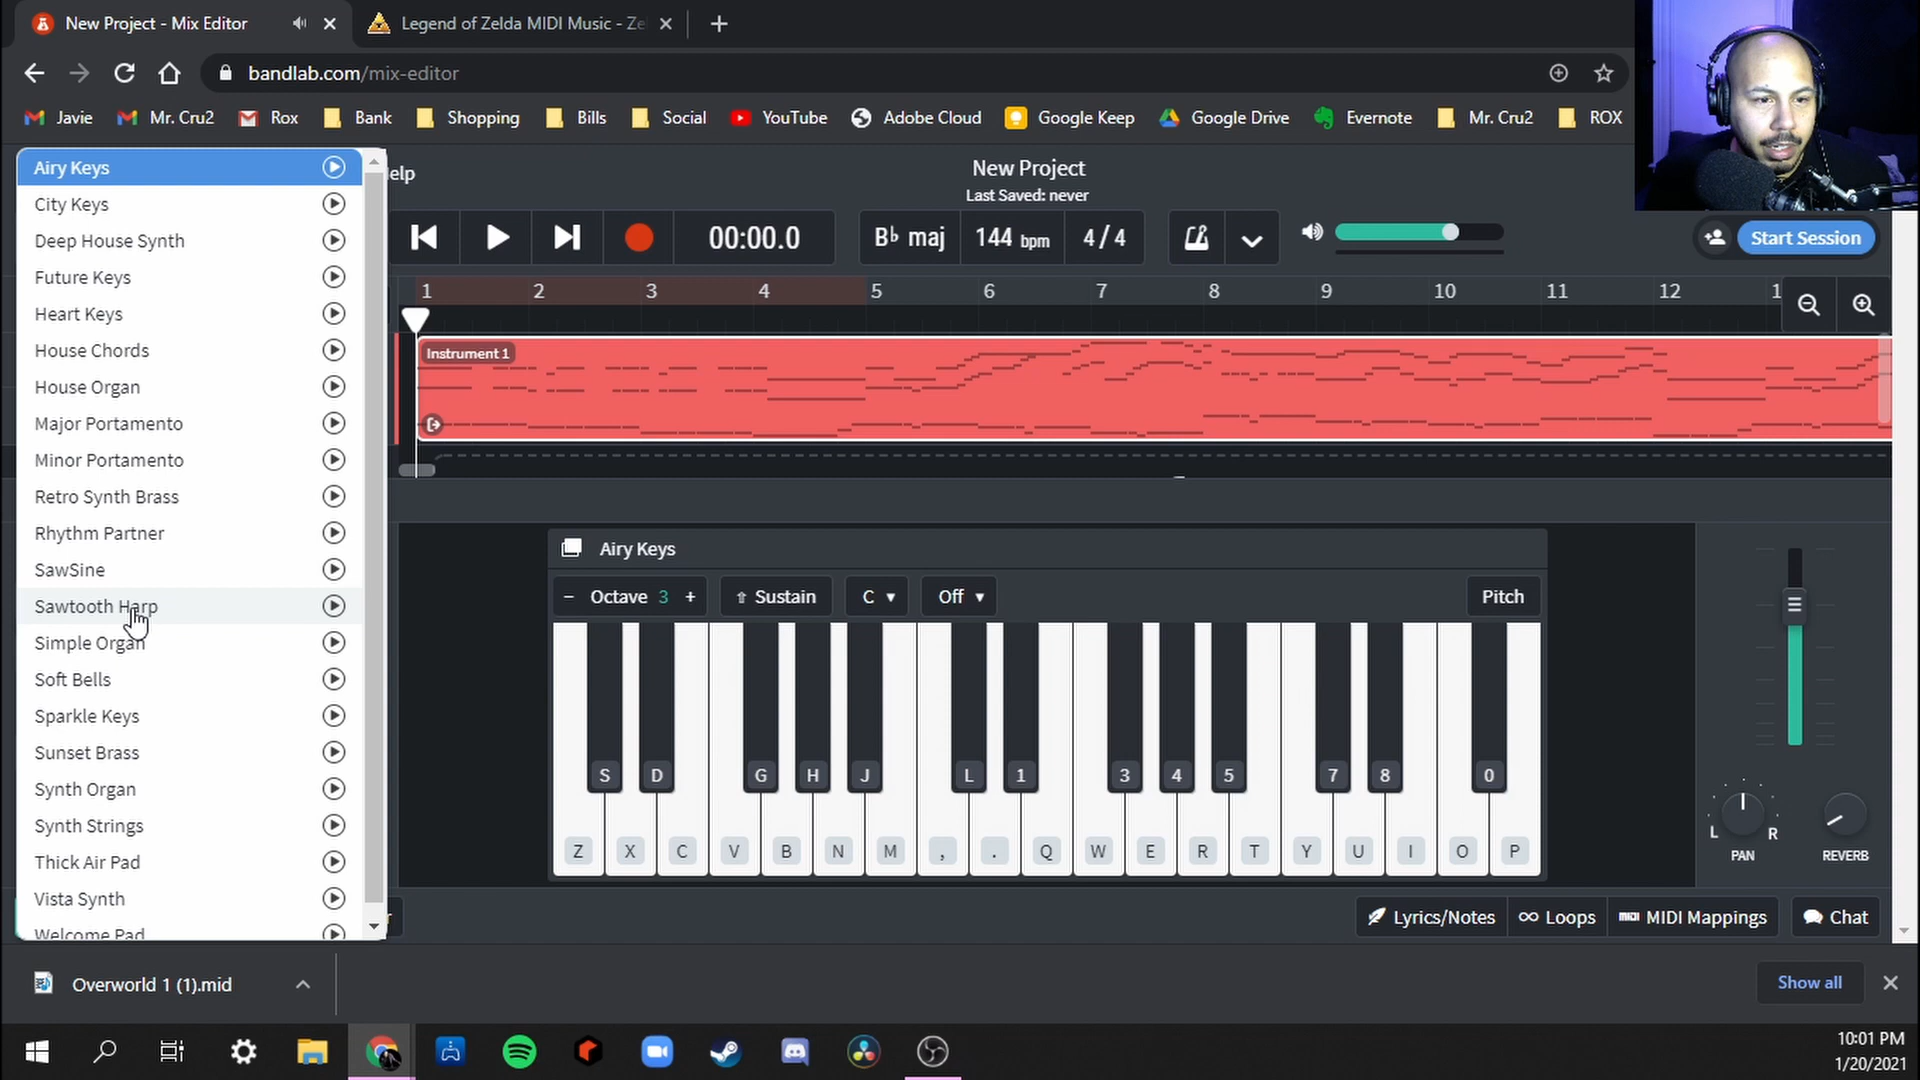 New Project - Mix Editor
Legend of Zelda MIDI Music - Ze
bandlab.com/mix-editor
Javie
Mr. Cru2
Rox
Bank
Shopping
Bills
Social
YouTube
Adobe Cloud
Google Keep
Google Drive
Evernote
Mr. Cru2
ROX
elp
New Project
Last Saved: never
00:00.0
B♭ maj
144 bpm
4/4
Start Session
1 2 3 4 5 6 7 8 9 10 11 12 1
Airy Keys
City Keys
Deep House Synth
Future Keys
Heart Keys
House Chords
House Organ
Major Portamento
Minor Portamento
Retro Synth Brass
Rhythm Partner
SawSine
Sawtooth Harp
Simple Organ
Soft Bells
Sparkle Keys
Sunset Brass
Synth Organ
Synth Strings
Thick Air Pad
Vista Synth
Welcome Pad
Instrument 1
Airy Keys
− Octave 3 +
⇧ Sustain
C ▾
Off ▾
Pitch
S D G H J L 1 3 4 5 7 8 0
Z X C V B N M , . Q W E R T Y U I O P
L R
PAN
REVERB
Lyrics/Notes
Loops
MIDI MIDI Mappings
Chat
Overworld 1 (1).mid
Show all
10:01 PM
1/20/2021